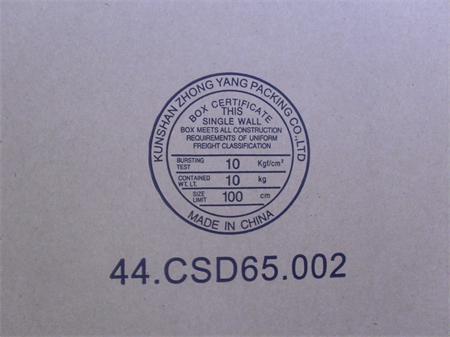 KUNSHAN ZHONG YANG PACKING CO.,LTD
BOX CERTIFICATE
THIS
SINGLE WALL
BOX MEETS ALL CONSTRUCTION
REQUIREMENTS OF UNIFORM
FREIGHT CLASSIFICATION
BURSTING TEST 10 Kgf/cm²
CONTAINED WT. LT. 10 kg
SIZE LIMIT 100 cm
MADE IN CHINA
44.CSD65.002